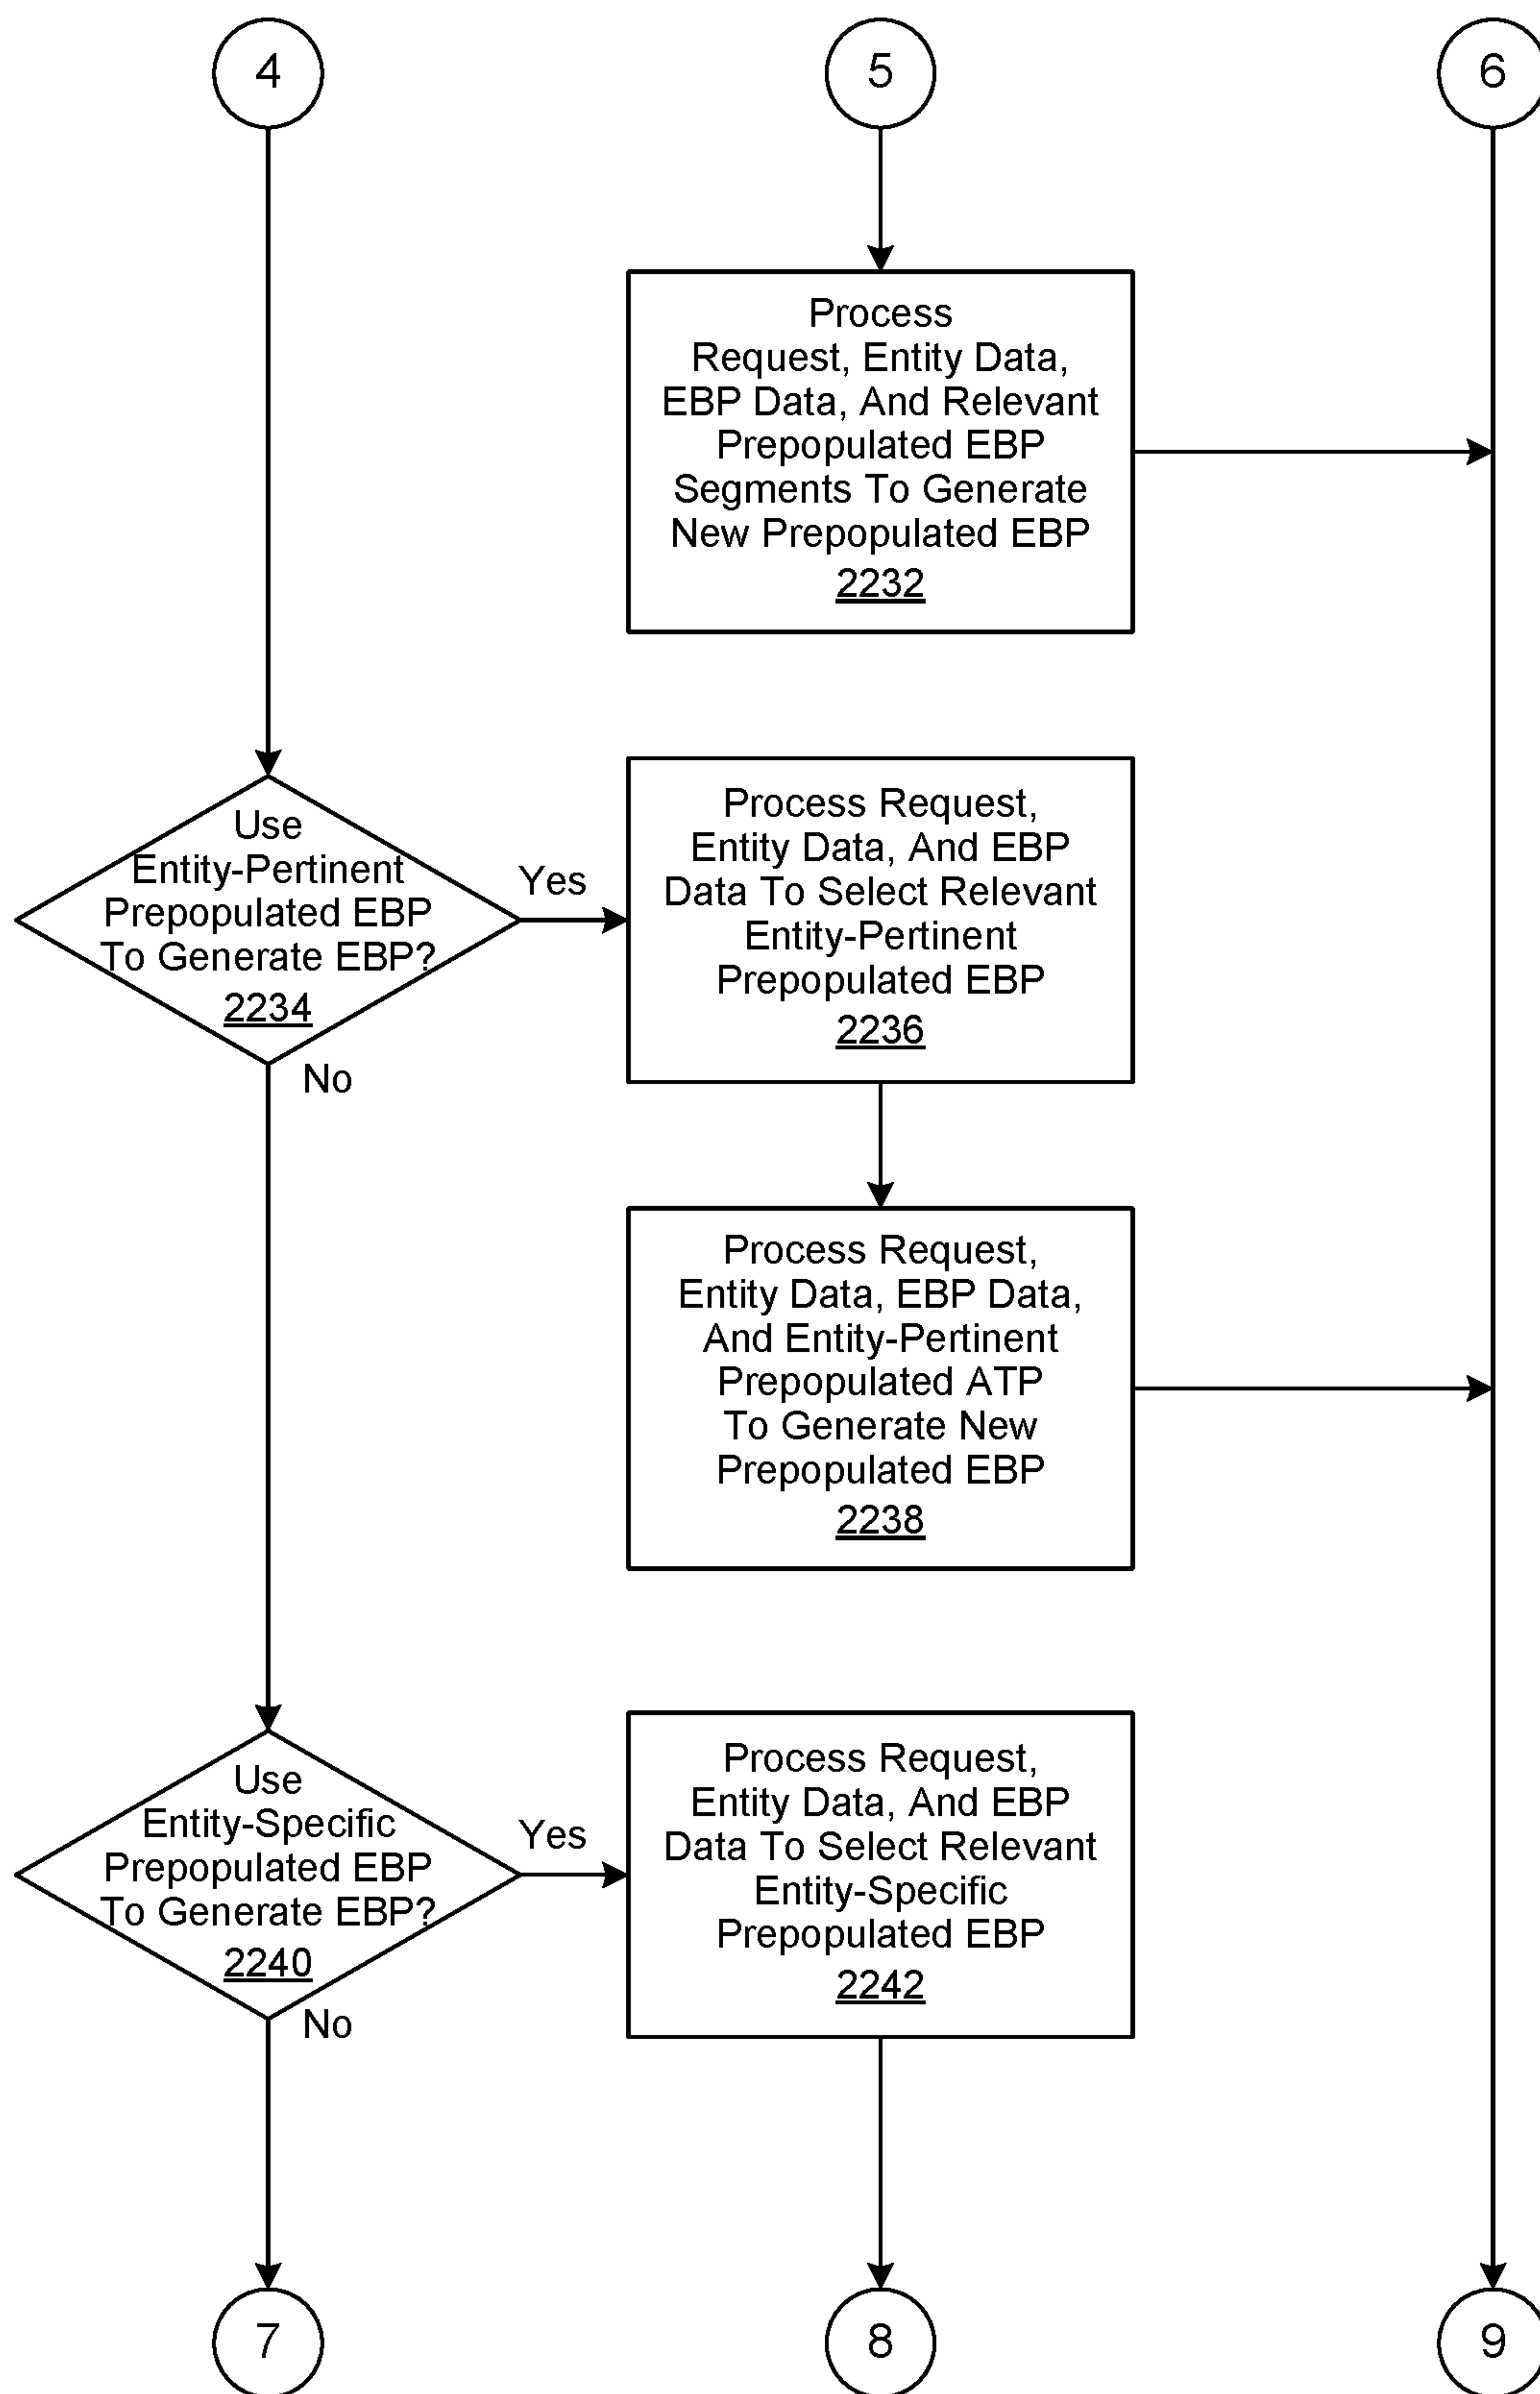 4
5
6
Process
Request, Entity Data,
EBP Data, And Relevant
Prepopulated EBP
Segments To Generate
New Prepopulated EBP
2232
Use
Entity-Pertinent
Prepopulated EBP
To Generate EBP?
2234
Yes
No
Process Request,
Entity Data, And EBP
Data To Select Relevant
Entity-Pertinent
Prepopulated EBP
2236
Process Request,
Entity Data, EBP Data,
And Entity-Pertinent
Prepopulated ATP
To Generate New
Prepopulated EBP
2238
Use
Entity-Specific
Prepopulated EBP
To Generate EBP?
2240
Yes
No
Process Request,
Entity Data, And EBP
Data To Select Relevant
Entity-Specific
Prepopulated EBP
2242
7
8
9